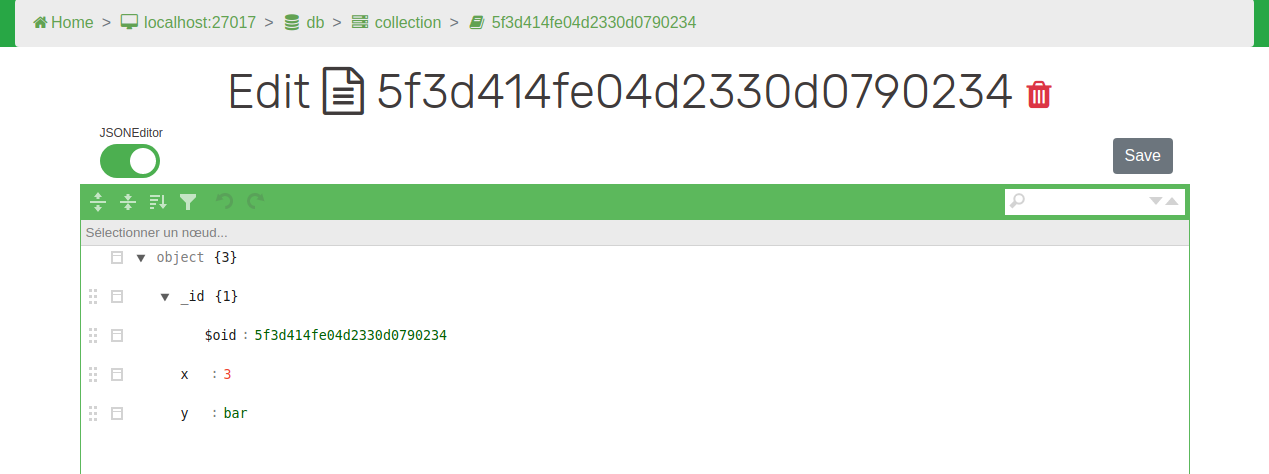 Home > localhost:27017 > db > collection > 5f3d414fe04d2330d0790234
Edit 5f3d414fe04d2330d0790234
JSONEditor
Save
Sélectionner un nœud...
object {3}
_id {1}
$oid : 5f3d414fe04d2330d0790234
x : 3
y : bar